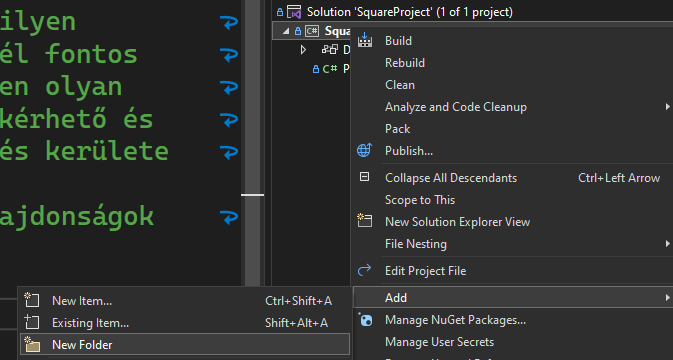 ilyen
él fontos
en olyan
kérhető és
és kerülete
ajdonságok
Solution 'SquareProject' (1 of 1 project)
C# Squa
D
C# P
Build
Rebuild
Clean
Analyze and Code Cleanup
Pack
Publish...
Collapse All Descendants Ctrl+Left Arrow
Scope to This
New Solution Explorer View
File Nesting
Edit Project File
Add
Manage NuGet Packages...
Manage User Secrets
New Item... Ctrl+Shift+A
Existing Item... Shift+Alt+A
New Folder